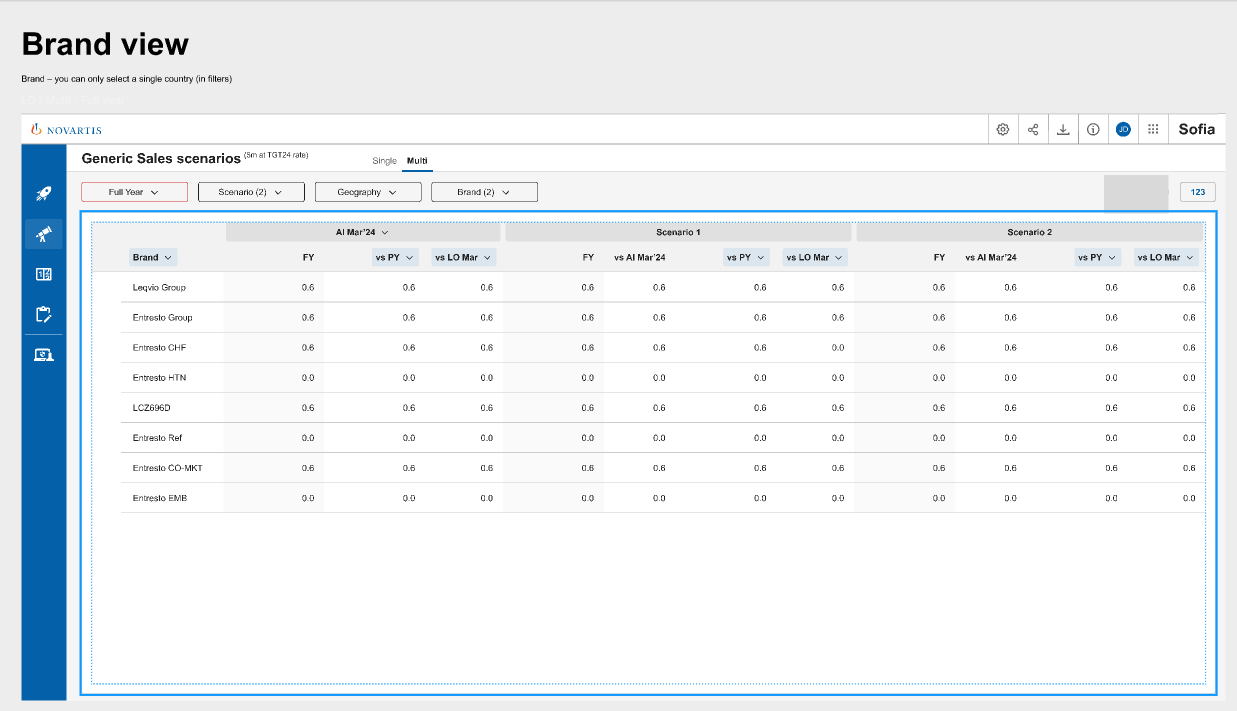 Brand view
Brand – you can only select a single country (in filters)
NOVARTIS
JO
Sofia
Generic Sales scenarios ($m at TGT24 rate)
Single Multi
Full Year Scenario (2) Geography Brand (2) 123
AI Mar'24 Scenario 1 Scenario 2
Brand FY vs PY vs LO Mar FY vs AI Mar'24 vs PY vs LO Mar FY vs AI Mar'24 vs PY vs LO Mar
Leqvio Group 0.6 0.6 0.6 0.6 0.6 0.6 0.6 0.6 0.6 0.6 0.6
Entresto Group 0.6 0.6 0.6 0.6 0.6 0.6 0.6 0.6 0.6 0.6 0.6
Entresto CHF 0.6 0.6 0.6 0.6 0.6 0.6 0.0 0.6 0.6 0.6 0.6
Entresto HTN 0.0 0.0 0.0 0.0 0.0 0.0 0.0 0.0 0.0 0.0 0.0
LCZ696D 0.6 0.6 0.6 0.6 0.6 0.6 0.6 0.6 0.6 0.6 0.6
Entresto Ref 0.0 0.0 0.0 0.0 0.0 0.0 0.0 0.0 0.0 0.0 0.0
Entresto CO-MKT 0.6 0.6 0.6 0.6 0.6 0.6 0.6 0.6 0.6 0.6 0.6
Entresto EMB 0.0 0.0 0.0 0.0 0.0 0.0 0.0 0.0 0.0 0.0 0.0